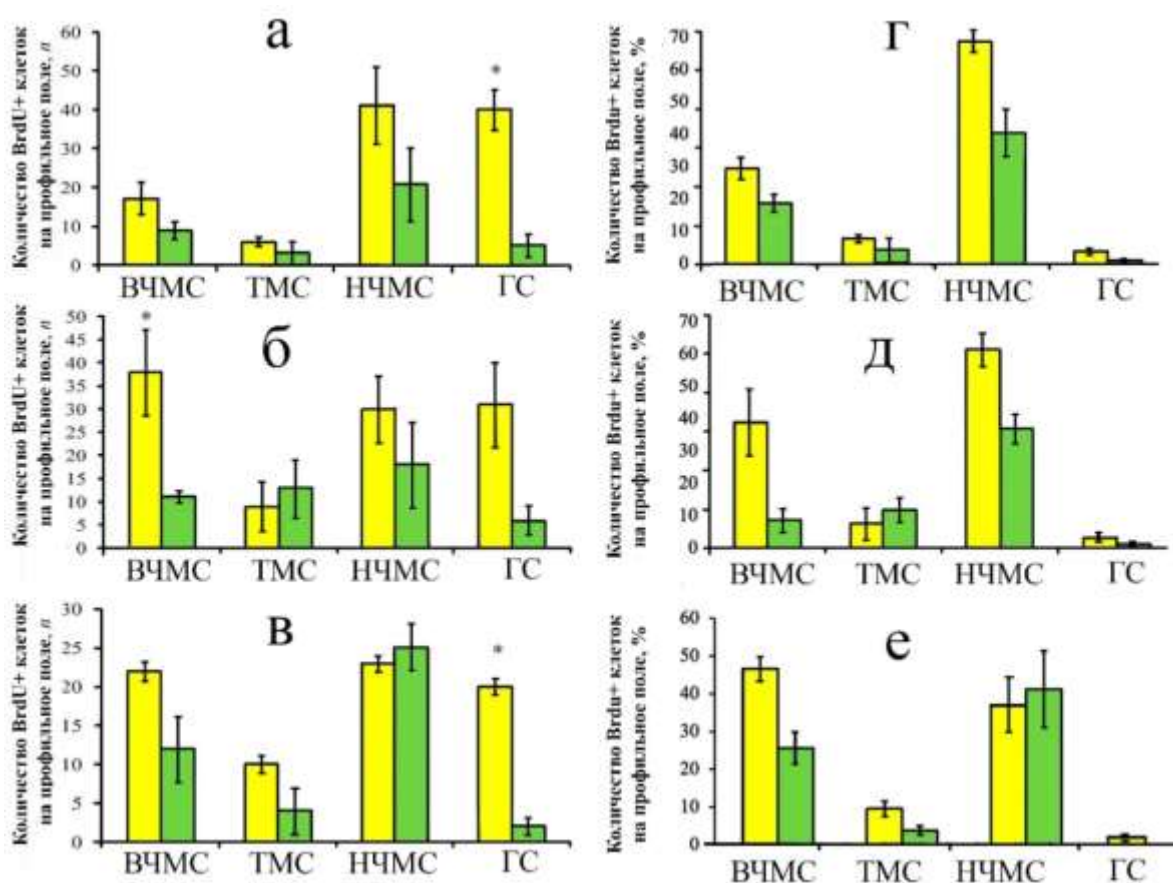 а
Количество BrdU+ клеток
на профильное поле, n
60
50
40
30
20
10
0
*
ВЧМС ТМС НЧМС ГС
г
Количество Brdu+ клеток
на профильное поле, %
70
60
40
30
20
10
0
ВЧМС ТМС НЧМС ГС
б
Количество BrdU+ клеток
на профильное поле, n
50
45
40
35
30
25
20
15
10
5
0
*
ВЧМС ТМС НЧМС ГС
д
Количество Brdu+ клеток
на профильное поле, %
70
60
50
40
30
20
10
0
ВЧМС ТМС НЧМС ГС
в
Количество BrdU+ клеток
на профильное поле, n
30
25
20
15
10
5
0
*
ВЧМС ТМС НЧМС ГС
е
Количество Brdu+ клеток
на профильное поле, %
60
50
40
30
20
10
0
ВЧМС ТМС НЧМС ГС